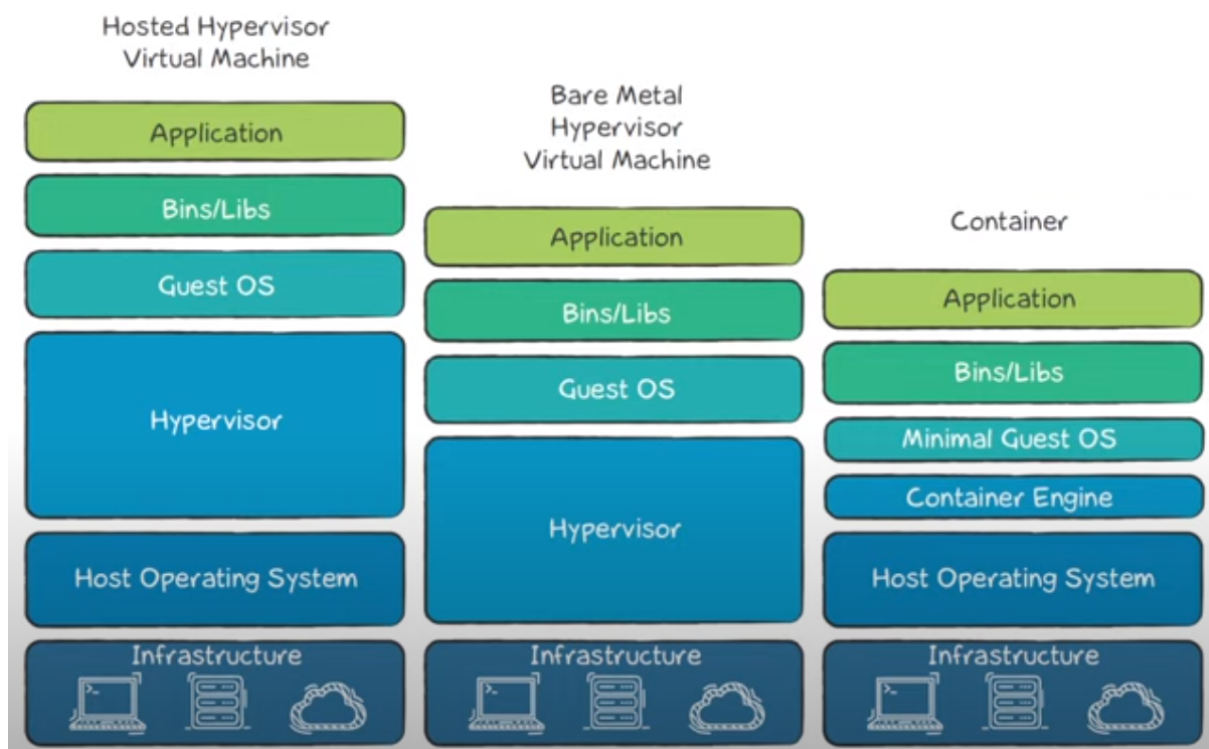 Hosted Hypervisor
Virtual Machine
Application
Bins/Libs
Guest OS
Hypervisor
Host Operating System
Infrastructure
>_
Bare Metal
Hypervisor
Virtual Machine
Application
Bins/Libs
Guest OS
Hypervisor
Infrastructure
>_
Container
Application
Bins/Libs
Minimal Guest OS
Container Engine
Host Operating System
Infrastructure
>_